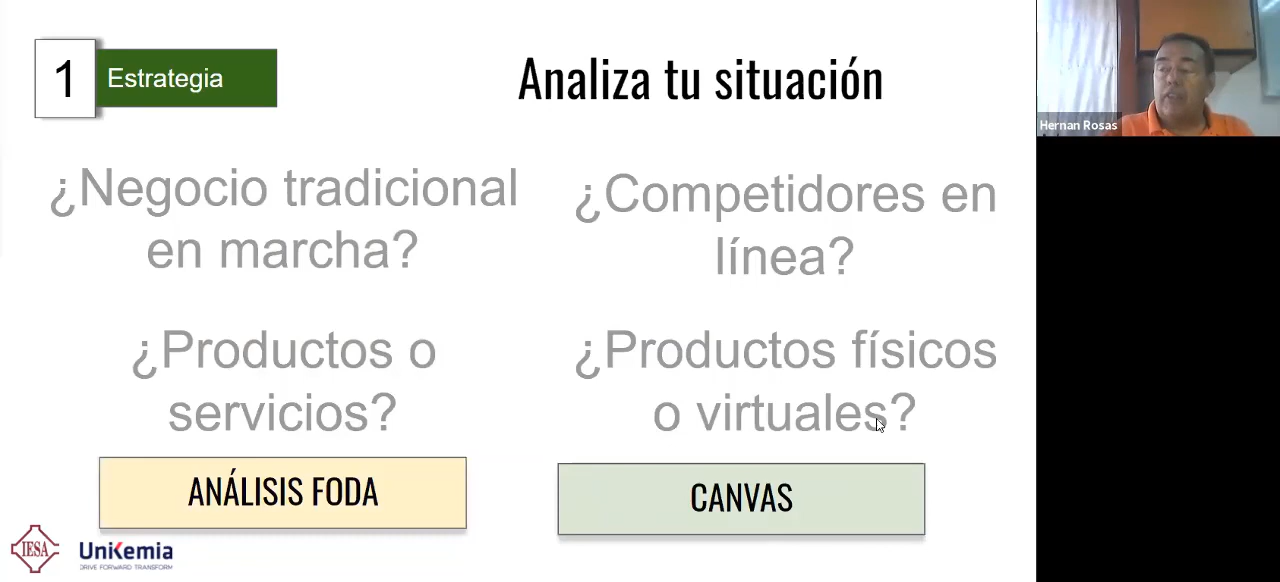 1
Estrategia
Analiza tu situación
Hernan Rosas
¿Negocio tradicional
en marcha?
¿Competidores en
línea?
¿Productos o
servicios?
¿Productos físicos
o virtuales?
ANÁLISIS FODA
CANVAS
IESA
UniKemia
DRIVE FORWARD TRANSFORM